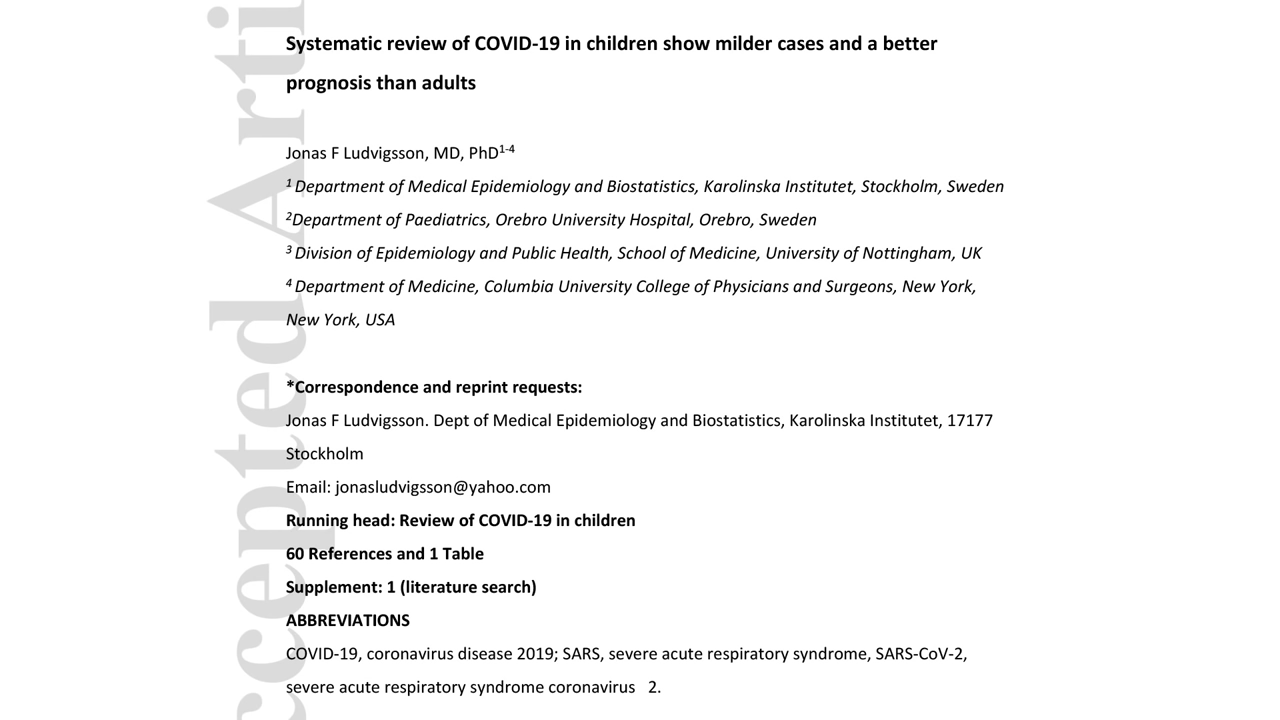 Systematic review of COVID-19 in children show milder cases and a better
prognosis than adults
Jonas F Ludvigsson, MD, PhD1-4
1 Department of Medical Epidemiology and Biostatistics, Karolinska Institutet, Stockholm, Sweden
2Department of Paediatrics, Orebro University Hospital, Orebro, Sweden
3 Division of Epidemiology and Public Health, School of Medicine, University of Nottingham, UK
4 Department of Medicine, Columbia University College of Physicians and Surgeons, New York,
New York, USA
*Correspondence and reprint requests:
Jonas F Ludvigsson. Dept of Medical Epidemiology and Biostatistics, Karolinska Institutet, 17177
Stockholm
Email: jonasludvigsson@yahoo.com
Running head: Review of COVID-19 in children
60 References and 1 Table
Supplement: 1 (literature search)
ABBREVIATIONS
COVID-19, coronavirus disease 2019; SARS, severe acute respiratory syndrome, SARS-CoV-2,
severe acute respiratory syndrome coronavirus 2.
ccepted Arti